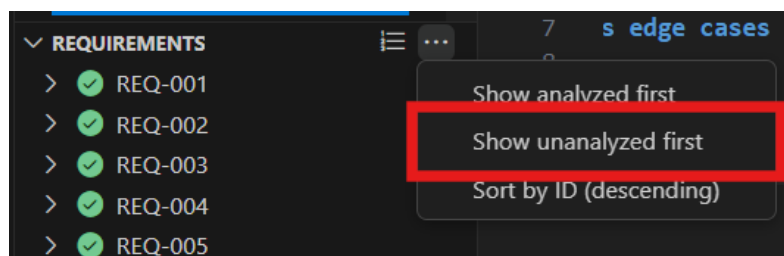 REQUIREMENTS
REQ-001
REQ-002
REQ-003
REQ-004
REQ-005
7 s edge cases
8
Show analyzed first
Show unanalyzed first
Sort by ID (descending)